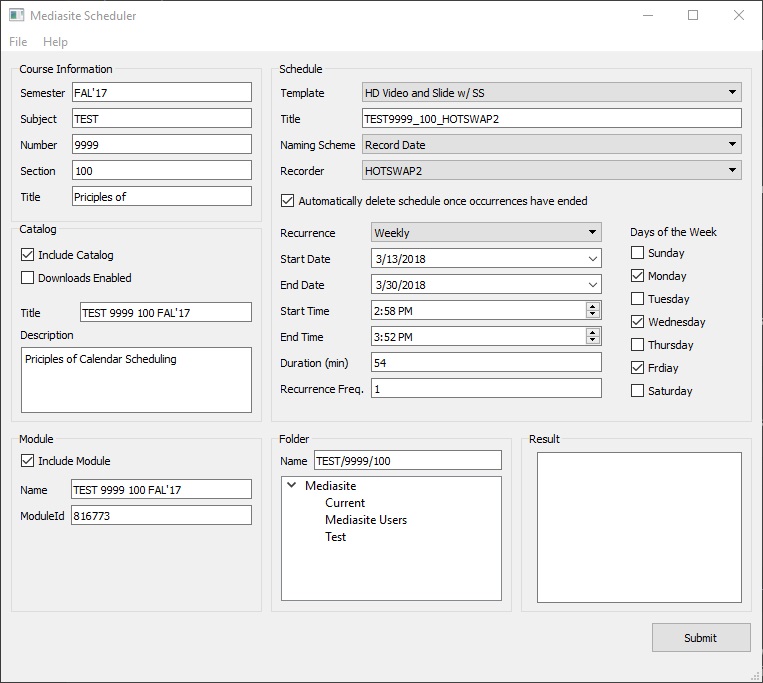 Mediasite Scheduler
File Help
Course Information
Semester FAL'17
Subject TEST
Number 9999
Section 100
Title Priciples of
Catalog
Include Catalog
Downloads Enabled
Title TEST 9999 100 FAL'17
Description
Priciples of Calendar Scheduling
Schedule
Template HD Video and Slide w/ SS
Title TEST9999_100_HOTSWAP2
Naming Scheme Record Date
Recorder HOTSWAP2
Automatically delete schedule once occurrences have ended
Recurrence Weekly
Start Date 3/13/2018
End Date 3/30/2018
Start Time 2:58 PM
End Time 3:52 PM
Duration (min) 54
Recurrence Freq. 1
Days of the Week
Sunday
Monday
Tuesday
Wednesday
Thursday
Frdiay
Saturday
Module
Include Module
Name TEST 9999 100 FAL'17
ModuleId 816773
Folder
Name TEST/9999/100
Mediasite
Current
Mediasite Users
Test
Result
Submit